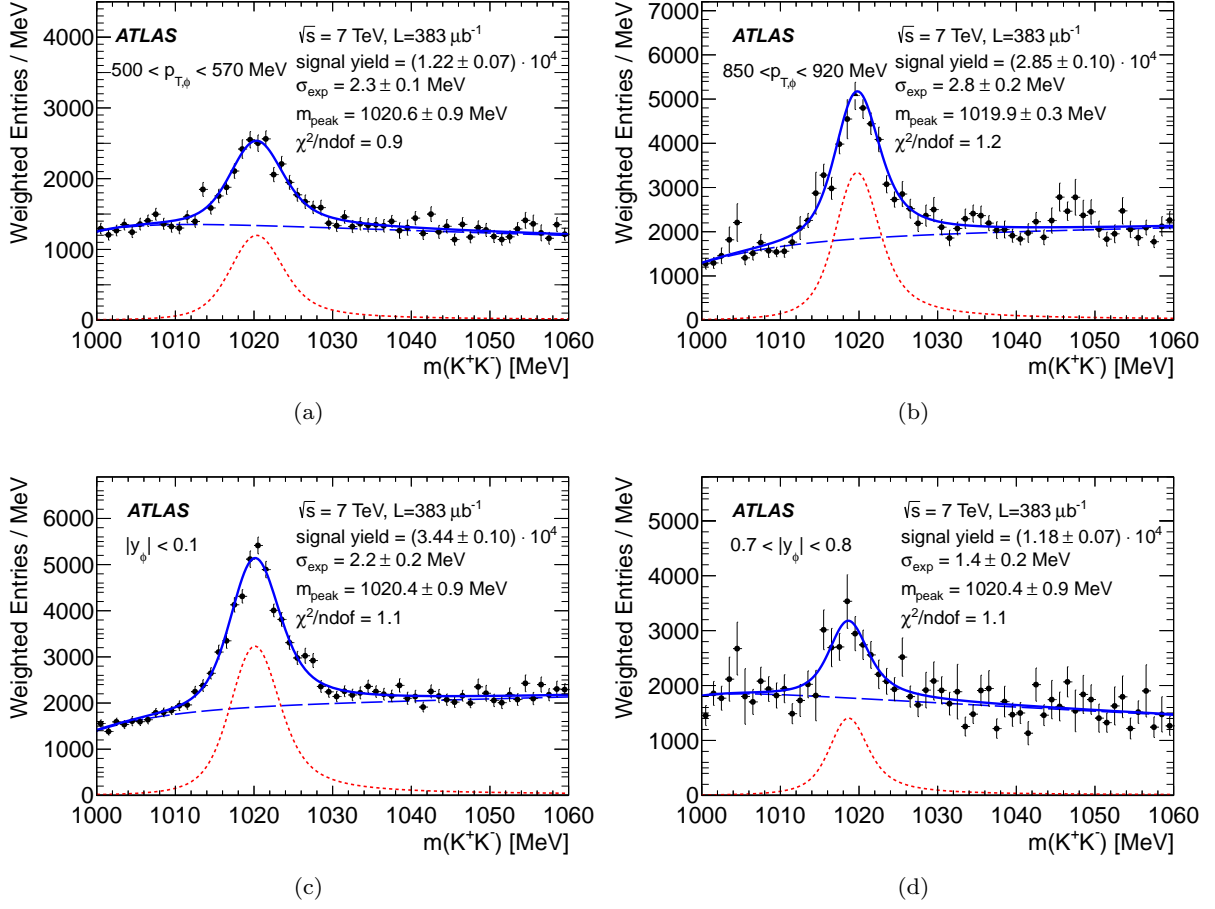 Weighted Entries / MeV
4000
3000
2000
1000
0
ATLAS
500 < p_T,ϕ < 570 MeV
√s = 7 TeV, L=383 μb⁻¹
signal yield = (1.22 ± 0.07) · 10⁴
σ_exp = 2.3 ± 0.1 MeV
m_peak = 1020.6 ± 0.9 MeV
χ²/ndof = 0.9
1000 1010 1020 1030 1040 1050 1060
m(K⁺K⁻) [MeV]
(a)
Weighted Entries / MeV
7000
6000
5000
4000
3000
2000
1000
0
ATLAS
850 <p_T,ϕ < 920 MeV
√s = 7 TeV, L=383 μb⁻¹
signal yield = (2.85 ± 0.10) · 10⁴
σ_exp = 2.8 ± 0.2 MeV
m_peak = 1019.9 ± 0.3 MeV
χ²/ndof = 1.2
1000 1010 1020 1030 1040 1050 1060
m(K⁺K⁻) [MeV]
(b)
Weighted Entries / MeV
6000
5000
4000
3000
2000
1000
0
ATLAS
|y_ϕ| < 0.1
√s = 7 TeV, L=383 μb⁻¹
signal yield = (3.44 ± 0.10) · 10⁴
σ_exp = 2.2 ± 0.2 MeV
m_peak = 1020.4 ± 0.9 MeV
χ²/ndof = 1.1
1000 1010 1020 1030 1040 1050 1060
m(K⁺K⁻) [MeV]
(c)
Weighted Entries / MeV
5000
4000
3000
2000
1000
0
ATLAS
0.7 < |y_ϕ| < 0.8
√s = 7 TeV, L=383 μb⁻¹
signal yield = (1.18 ± 0.07) · 10⁴
σ_exp = 1.4 ± 0.2 MeV
m_peak = 1020.4 ± 0.9 MeV
χ²/ndof = 1.1
1000 1010 1020 1030 1040 1050 1060
m(K⁺K⁻) [MeV]
(d)